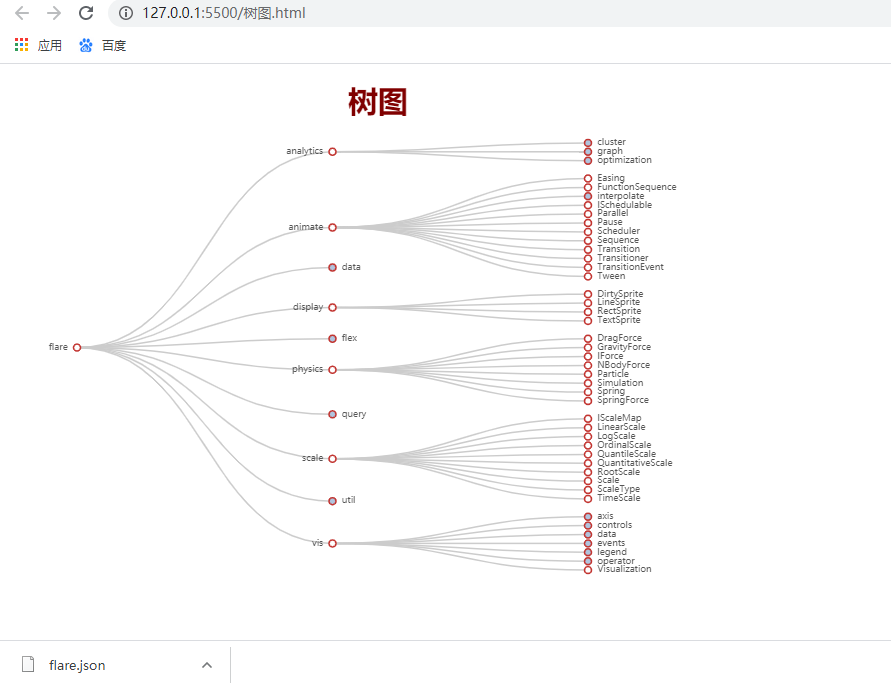 127.0.0.1:5500/树图.html
应用 百度
树图
analytics
cluster
graph
optimization
animate
Easing
FunctionSequence
interpolate
ISchedulable
Parallel
Pause
Scheduler
Sequence
Transition
Transitioner
TransitionEvent
Tween
data
display
DirtySprite
LineSprite
RectSprite
TextSprite
flare
flex
physics
DragForce
GravityForce
IForce
NBodyForce
Particle
Simulation
Spring
SpringForce
query
scale
IScaleMap
LinearScale
LogScale
OrdinalScale
QuantileScale
QuantitativeScale
RootScale
Scale
ScaleType
TimeScale
util
vis
axis
controls
data
events
legend
operator
Visualization
flare.json